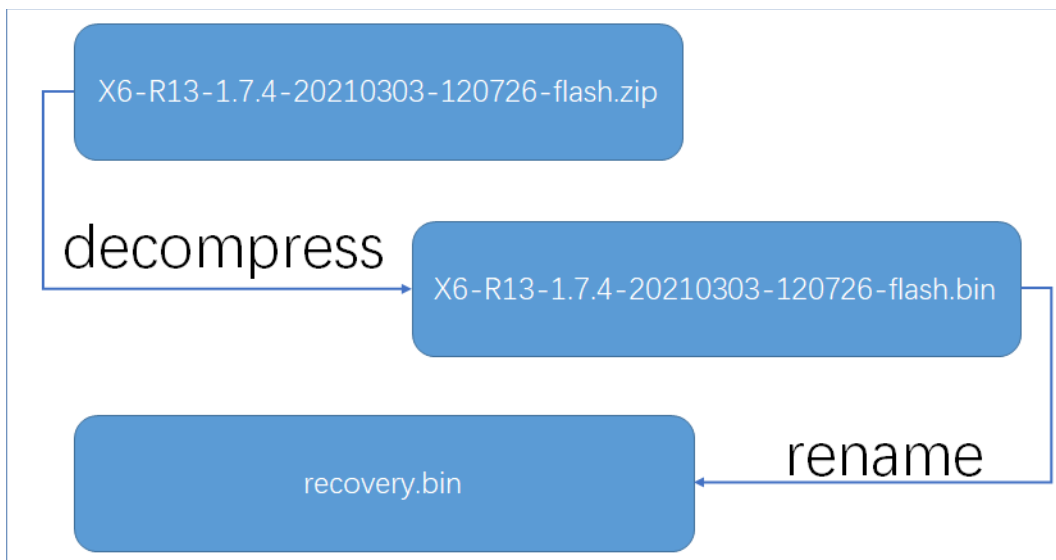 X6-R13-1.7.4-20210303-120726-flash.zip
decompress
X6-R13-1.7.4-20210303-120726-flash.bin
rename
recovery.bin